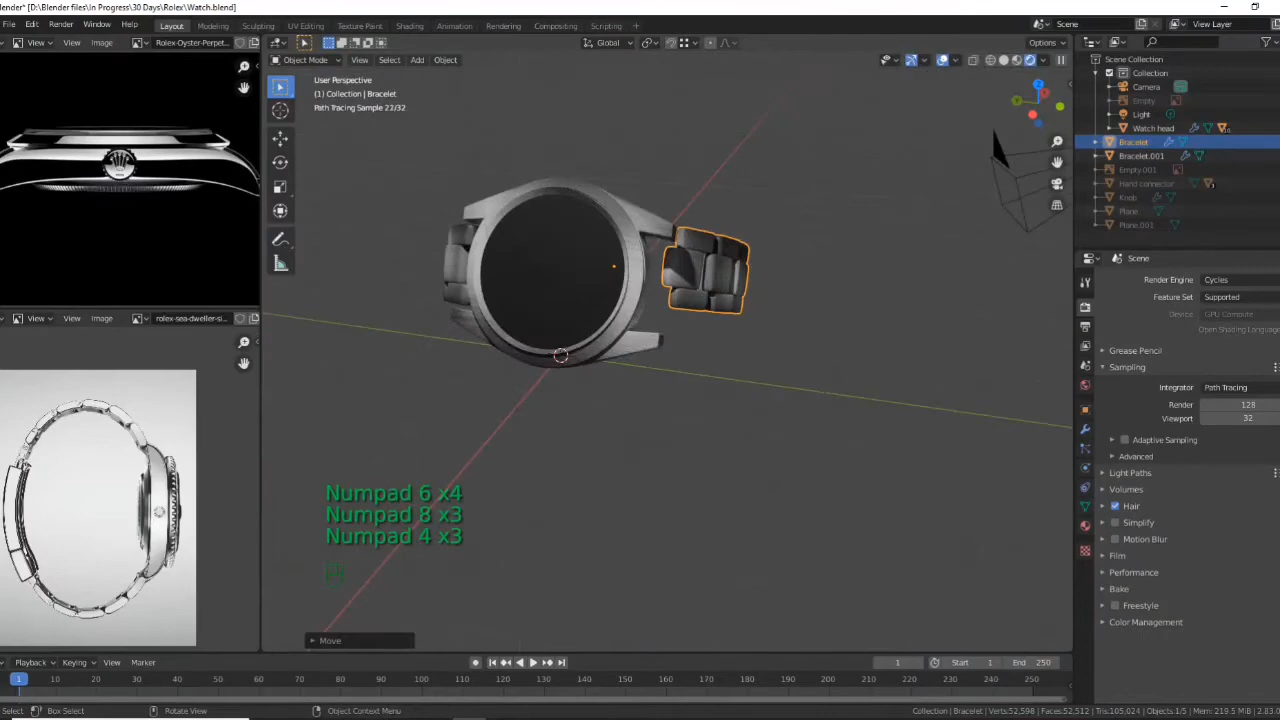 lender* [D:\Blender files\In Progress\30 Days\Rolex\Watch.blend]
File Edit Render Window Help Layout Modeling Sculpting UV Editing Texture Paint Shading Animation Rendering Compositing Scripting Scene View Layer
View View Image Rolex-Oyster-Perpet... Global Options
Object Mode View Select Add Object
Scene Collection
User Perspective
(1) Collection | Bracelet
Path Tracing Sample 23/32
Collection
Camera
Empty
Light
Watch head
Bracelet
Bracelet.001
Empty.001
Hand connector
Knob
Plane
Plane.001
Scene
Render Engine Cycles
Feature Set Supported
Device GPU Compute
Open Shading Language
View View Image rolex-sea-dweller-si...
Grease Pencil
Sampling
Integrator Path Tracing
Render 128
Viewport 32
Adaptive Sampling
Advanced
Light Paths
Volumes
Hair
Simplify
Motion Blur
Film
Performance
Bake
Freestyle
Color Management
Numpad 6 x4
Numpad 8 x3
Numpad 4 x3
Move
Playback Keying View Marker 1 Start 1 End 250
1 10 20 30 40 50 60 70 80 90 100 110 120 130 140 150 160 170 180 190 200 210 220 230 240 250
Select Box Select Rotate View Object Context Menu Collection | Bracelet | Verts:52,598 | Faces:52,512 | Tris:105,024 | Objects:1/5 | Mem: 219.5 MiB | 2.83.0